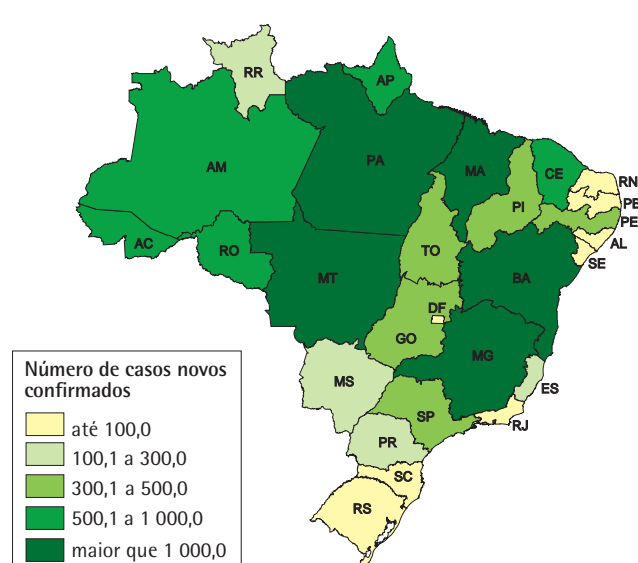 RR
AP
AM
PA
MA
CE
RN
PB
PI
PE
AL
SE
AC
RO
TO
BA
MT
DF
GO
MG
MS
ES
SP
RJ
PR
SC
RS
Número de casos novos
confirmados
até 100,0
100,1 a 300,0
300,1 a 500,0
500,1 a 1 000,0
maior que 1 000,0